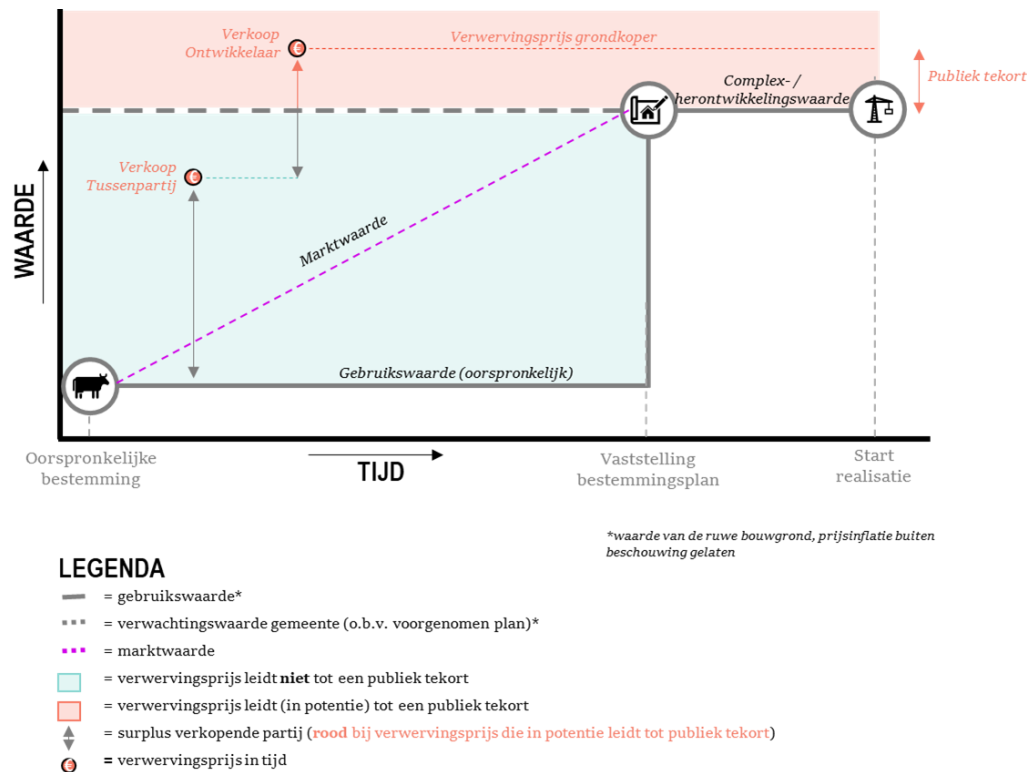 Verkoop
Ontwikkelaar
€
Verwervingsprijs grondkoper
Complex- /
herontwikkelingswaarde
Publiek tekort
Verkoop
Tussenpartij
€
WAARDE
Marktwaarde
Gebruikswaarde (oorspronkelijk)
Oorspronkelijke
bestemming
TIJD
Vaststelling
bestemmingsplan
Start
realisatie
*waarde van de ruwe bouwgrond, prijsinflatie buiten
beschouwing gelaten
LEGENDA
= gebruikswaarde*
= verwachtingswaarde gemeente (o.b.v. voorgenomen plan)*
= marktwaarde
= verwervingsprijs leidt niet tot een publiek tekort
= verwervingsprijs leidt (in potentie) tot een publiek tekort
= surplus verkopende partij (rood bij verwervingsprijs die in potentie leidt tot publiek tekort)
€ = verwervingsprijs in tijd